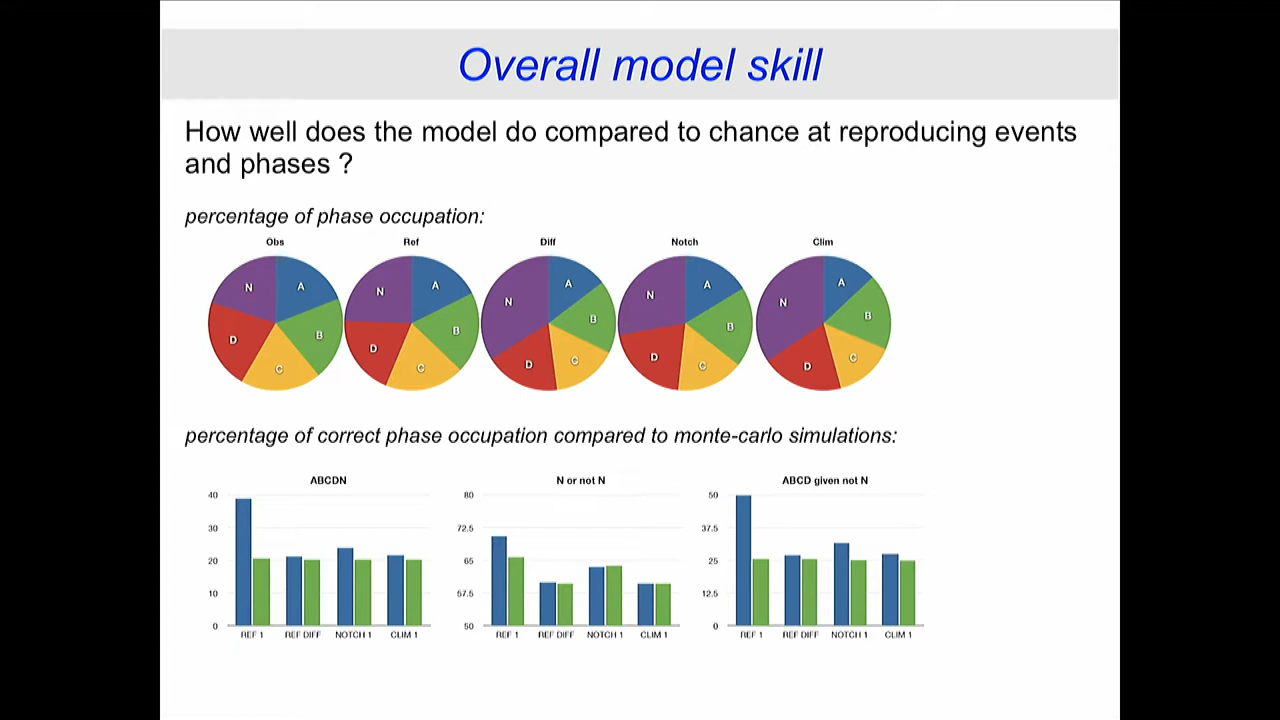 Overall model skill
How well does the model do compared to chance at reproducing events
and phases ?
percentage of phase occupation:
Obs Ref Diff Notch Clim
N A B C D
N A B C D
N A B C D
N A B C D
N A B C D
percentage of correct phase occupation compared to monte-carlo simulations:
ABCDN
40
30
20
10
0
REF 1 REF DIFF NOTCH 1 CLIM 1
N or not N
80
72.5
65
57.5
50
REF 1 REF DIFF NOTCH 1 CLIM 1
ABCD given not N
50
37.5
25
12.5
0
REF 1 REF DIFF NOTCH 1 CLIM 1